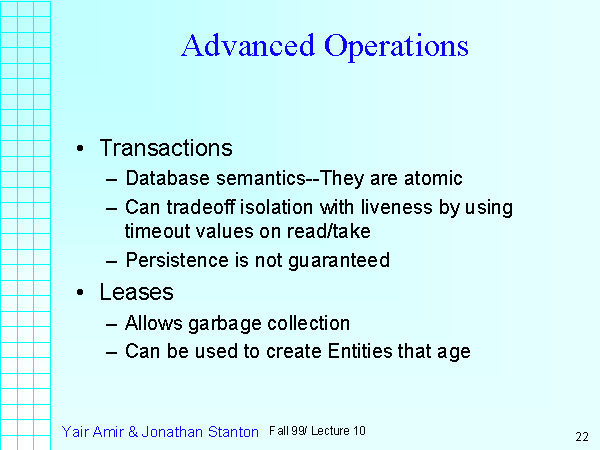 Advanced Operations
• Transactions
– Database semantics--They are atomic
– Can tradeoff isolation with liveness by using
timeout values on read/take
– Persistence is not guaranteed
• Leases
– Allows garbage collection
– Can be used to create Entities that age
Yair Amir & Jonathan Stanton Fall 99/ Lecture 10
22